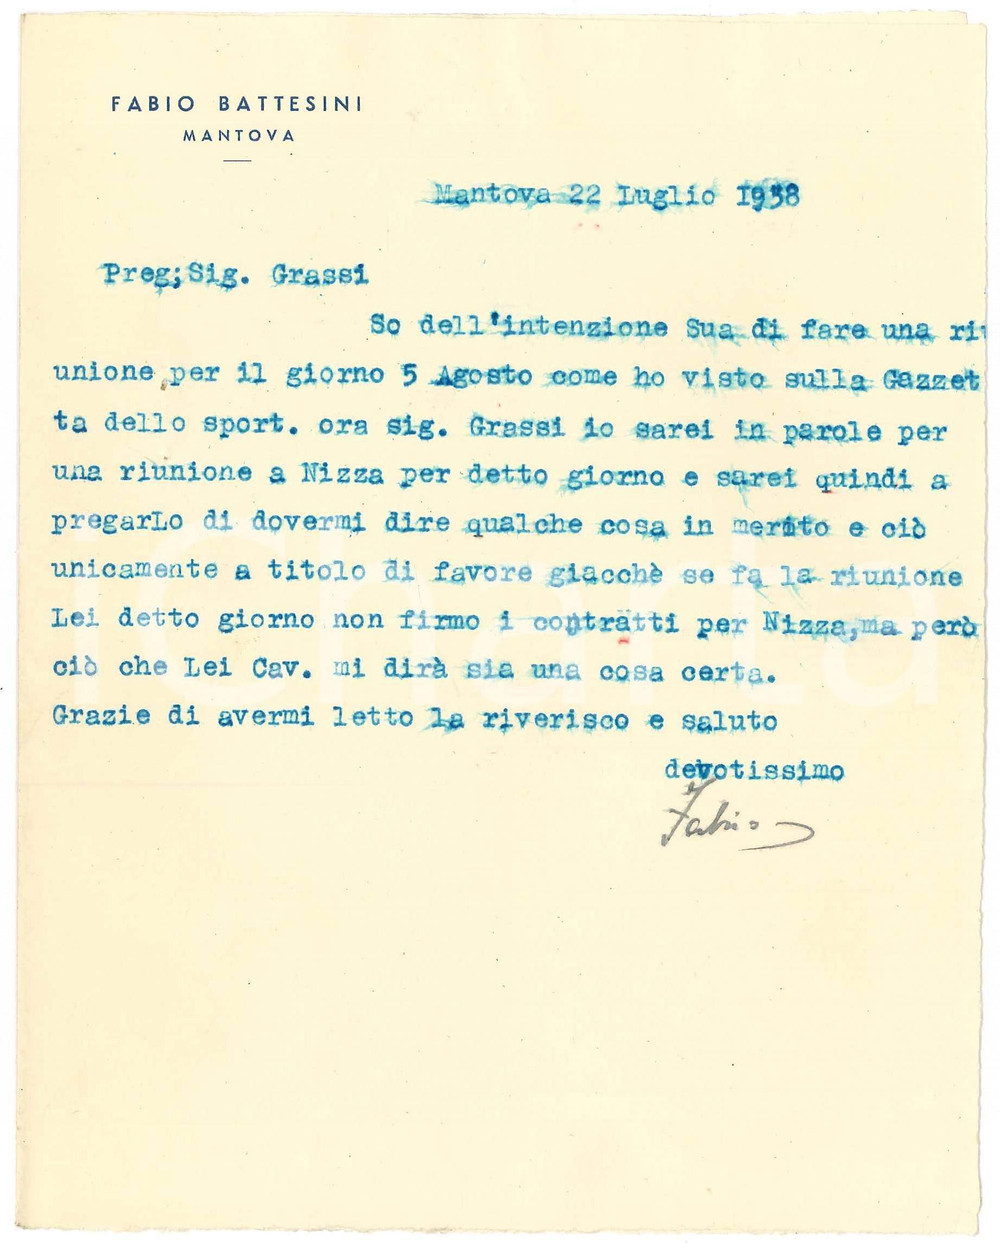 FABIO BATTESINI
MANTOVA
Mantova 22 Luglio 1938
Preg;Sig. Grassi
So dell'intenzione Sua di fare una ri
unione per il giorno 5 Agosto come ho visto sulla Gazzet
ta dello sport. ora sig. Grassi io sarei in parole per
una riunione a Nizza per detto giorno e sarei quindi a
pregarLo di dovermi dire qualche cosa in merito e ciò
unicamente a titolo di favore giacchè se fa la riunione
Lei detto giorno non firmo i contratti per Nizza,ma però
ciò che Lei Cav. mi dirà sia una cosa certa.
Grazie di avermi letto la riverisco e saluto
devotissimo
Fabio
icharta